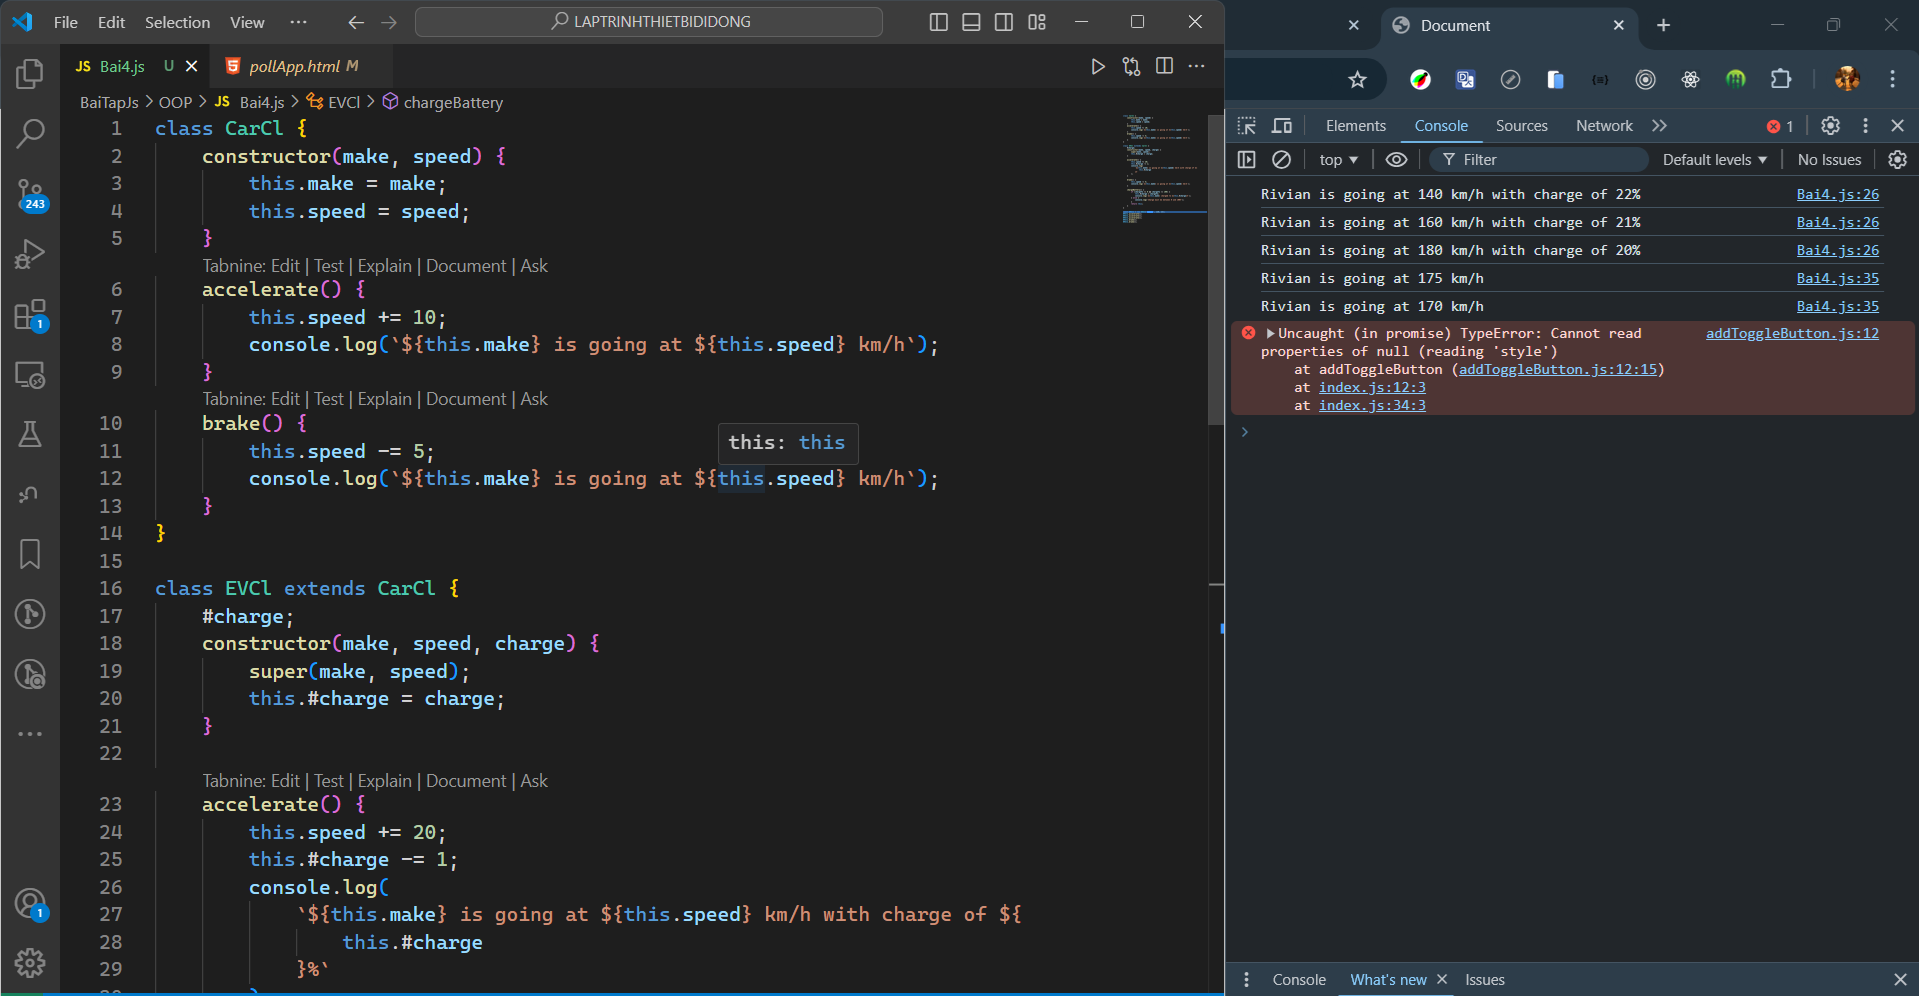 File Edit Selection View ··· LAPTRINHTHIETBIDIDONG
JS Bai4.js U pollApp.html M
BaiTapJs > OOP > JS Bai4.js > EVCl > chargeBattery
1 class CarCl {
2 constructor(make, speed) {
3 this.make = make;
4 this.speed = speed;
5 }
Tabnine: Edit | Test | Explain | Document | Ask
6 accelerate() {
7 this.speed += 10;
8 console.log(`${this.make} is going at ${this.speed} km/h`);
9 }
Tabnine: Edit | Test | Explain | Document | Ask
10 brake() {
11 this.speed -= 5;
this: this
12 console.log(`${this.make} is going at ${this.speed} km/h`);
13 }
14 }
15
16 class EVCl extends CarCl {
17 #charge;
18 constructor(make, speed, charge) {
19 super(make, speed);
20 this.#charge = charge;
21 }
22
Tabnine: Edit | Test | Explain | Document | Ask
23 accelerate() {
24 this.speed += 20;
25 this.#charge -= 1;
26 console.log(
27 `${this.make} is going at ${this.speed} km/h with charge of ${
28 this.#charge
29 }%`
243
1
1
Document
Elements Console Sources Network 1
top Filter Default levels No Issues
Rivian is going at 140 km/h with charge of 22% Bai4.js:26
Rivian is going at 160 km/h with charge of 21% Bai4.js:26
Rivian is going at 180 km/h with charge of 20% Bai4.js:26
Rivian is going at 175 km/h Bai4.js:35
Rivian is going at 170 km/h Bai4.js:35
Uncaught (in promise) TypeError: Cannot read addToggleButton.js:12
properties of null (reading 'style')
at addToggleButton (addToggleButton.js:12:15)
at index.js:12:3
at index.js:34:3
Console What's new Issues